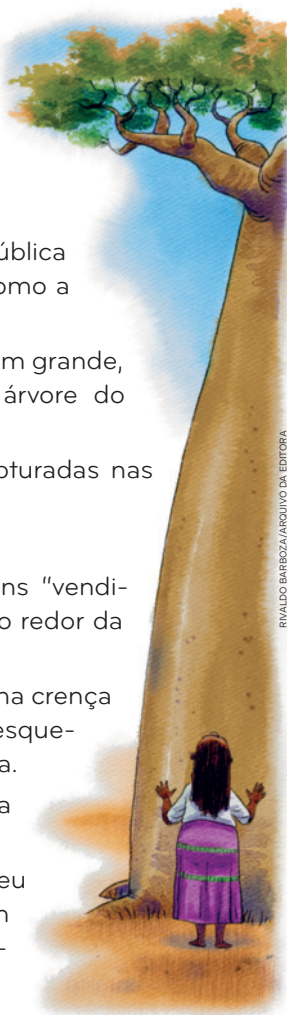 ública
omo a
m grande,
árvore do
pturadas nas
ns “vendi-
o redor da
na crença
esque-
a.
a
eu
n
-
RIVALDO BARBOZA/ARQUIVO DA EDITORA